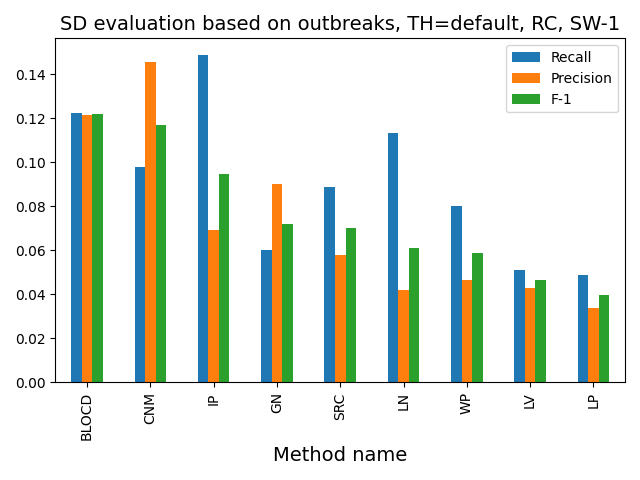 SD evaluation based on outbreaks, TH=default, RC, SW-1
Recall
Precision
F-1
0.14
0.12
0.10
0.08
0.06
0.04
0.02
0.00
BLOCD
CNM
IP
GN
SRC
LN
WP
LV
LP
Method name